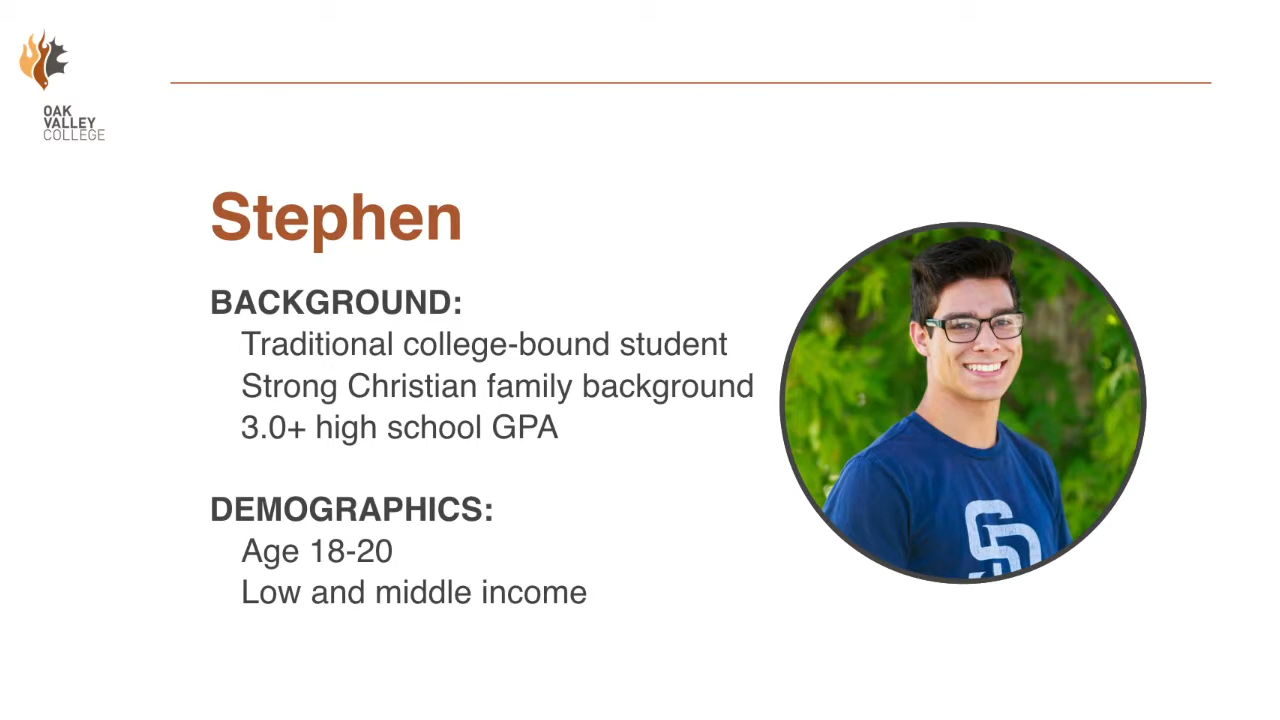 OAK
VALLEY
COLLEGE
Stephen
BACKGROUND:
Traditional college-bound student
Strong Christian family background
3.0+ high school GPA
DEMOGRAPHICS:
Age 18-20
Low and middle income
SD